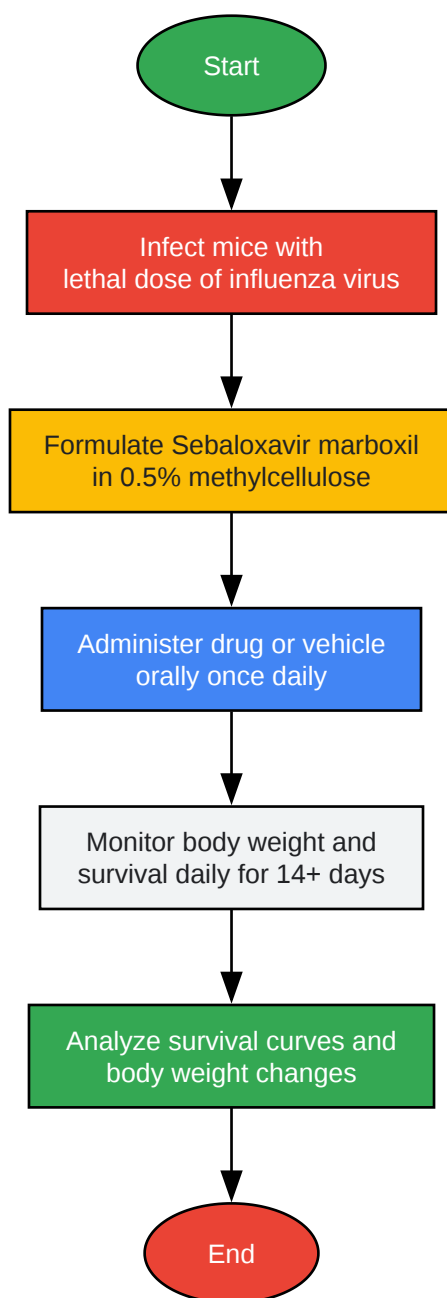 Start
Infect mice with
lethal dose of influenza virus
Formulate Sebaloxavir marboxil
in 0.5% methylcellulose
Administer drug or vehicle
orally once daily
Monitor body weight and
survival daily for 14+ days
Analyze survival curves and
body weight changes
End